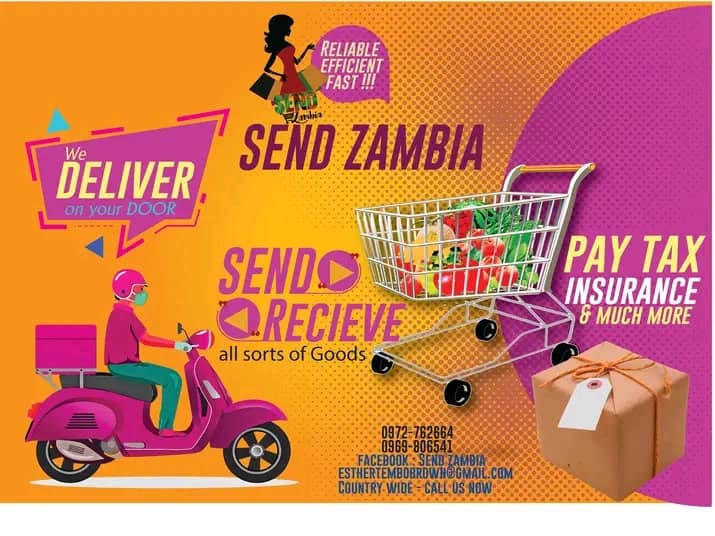 RELIABLE
EFFICIENT
FAST !!!
SEND
Zambia
SEND ZAMBIA
We
DELIVER
on your DOOR
SEND
RECIEVE
all sorts of Goods
PAY TAX
INSURANCE
& MUCH MORE
0972-762664
0969-806541
FACEBOOK : SEND ZAMBIA
ESTHERTEMBOBROWN@GMAIL.COM
COUNTRY WIDE - CALL US NOW